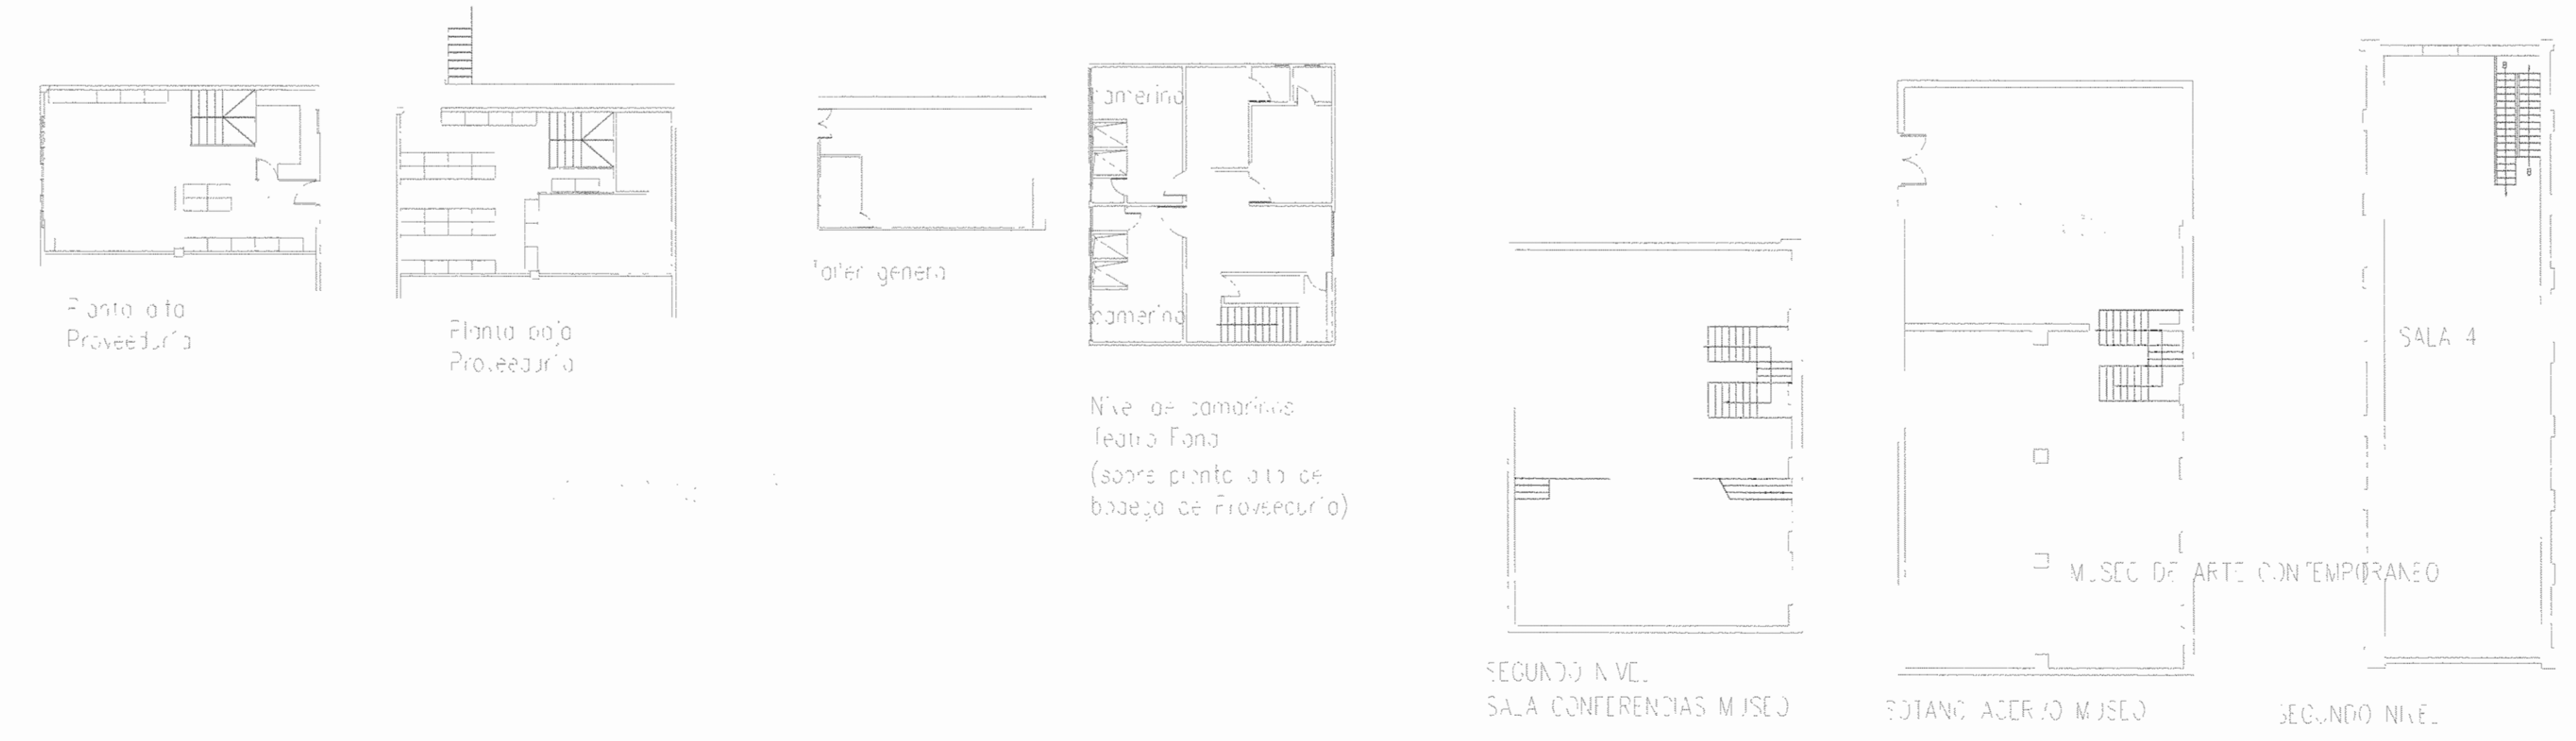 Planta alta
Proveeduría
Planta baja
Proveeduría
Taller general
camerino
camerino
Nivel de camarinos
Teatro Fana
(sobre planta alta de
bodega de Proveeduría)
SEGUNDO NIVEL
SALA CONFERENCIAS MUSEO
SOTANO ACERVO MUSEO
MUSEO DE ARTE CONTEMPORANEO
SALA 4
SEGUNDO NIVEL